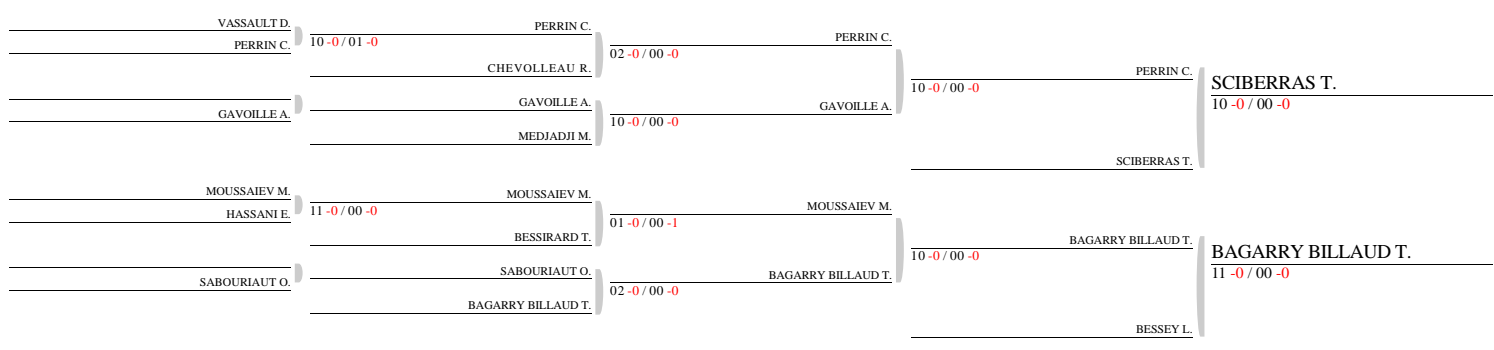 VASSAULT D.
PERRIN C.
GAVOILLE A.
MOUSSAIEV M.
HASSANI E.
SABOURIAUT O.
PERRIN C.
10 -0 / 01 -0
CHEVOLLEAU R.
GAVOILLE A.
MEDJADJI M.
MOUSSAIEV M.
11 -0 / 00 -0
BESSIRARD T.
SABOURIAUT O.
BAGARRY BILLAUD T.
PERRIN C.
02 -0 / 00 -0
GAVOILLE A.
10 -0 / 00 -0
MOUSSAIEV M.
01 -0 / 00 -1
BAGARRY BILLAUD T.
02 -0 / 00 -0
PERRIN C.
10 -0 / 00 -0
SCIBERRAS T.
BAGARRY BILLAUD T.
10 -0 / 00 -0
BESSEY L.
SCIBERRAS T.
10 -0 / 00 -0
BAGARRY BILLAUD T.
11 -0 / 00 -0